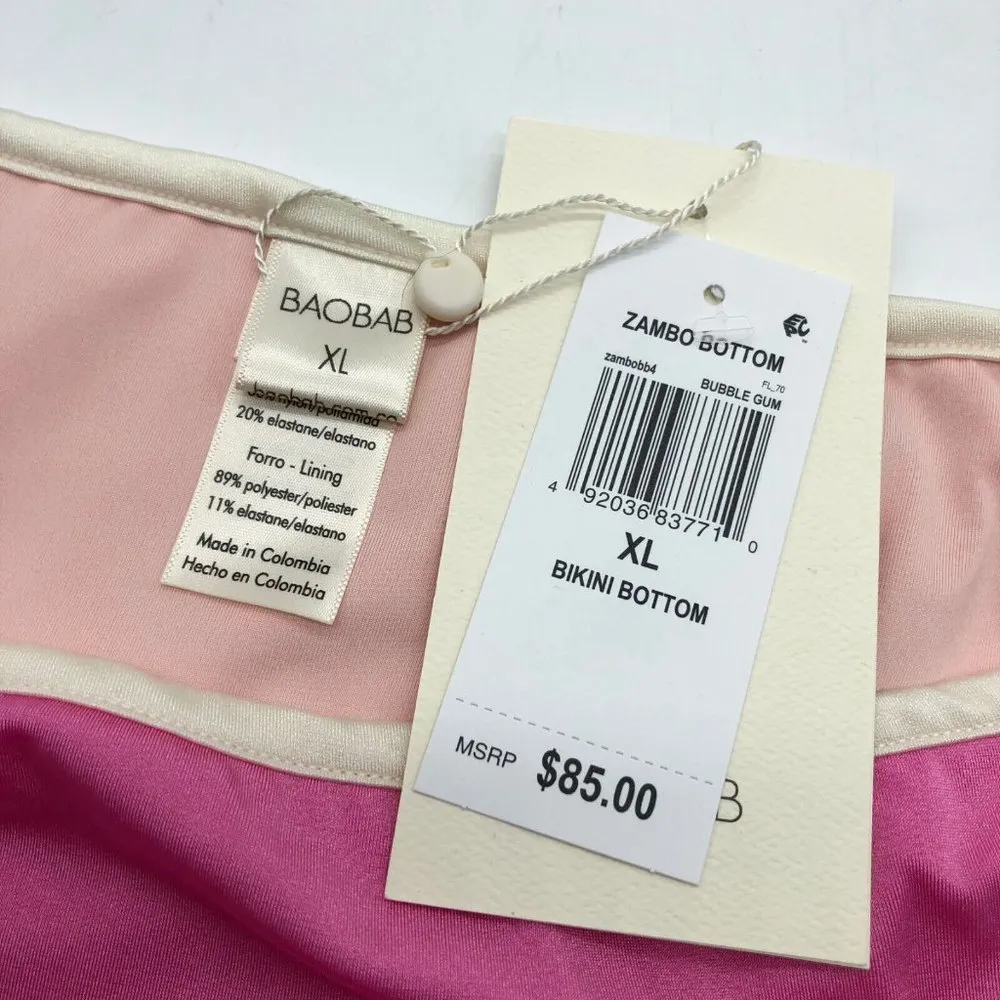 BAOBAB
XL
20% elastane/elastano
Forro - Lining
89% polyester/poliester
11% elastane/elastano
Made in Colombia
Hecho en Colombia
ZAMBO BOTTOM
zambobb4
FL_70
BUBBLE GUM
4 92036 83771 0
XL
BIKINI BOTTOM
MSRP $85.00
B